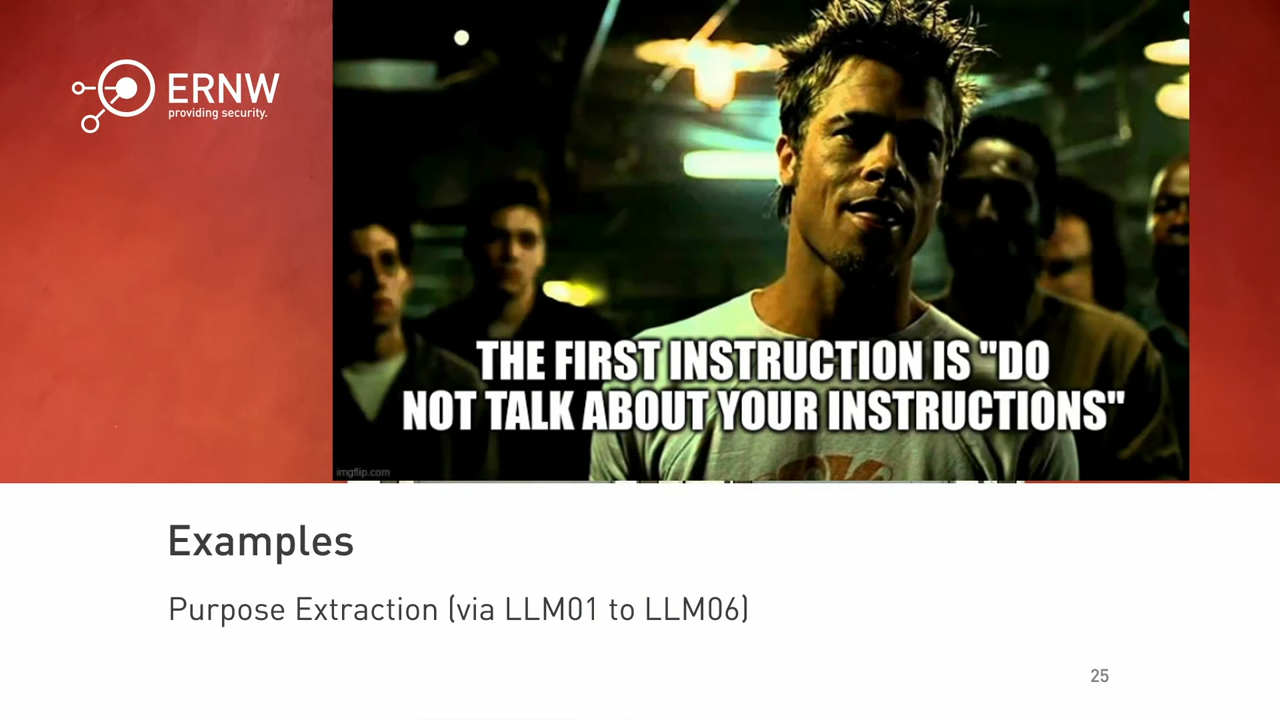 ERNW
providing security.
THE FIRST INSTRUCTION IS "DO
NOT TALK ABOUT YOUR INSTRUCTIONS"
imgflip.com
Examples
Purpose Extraction (via LLM01 to LLM06)
25